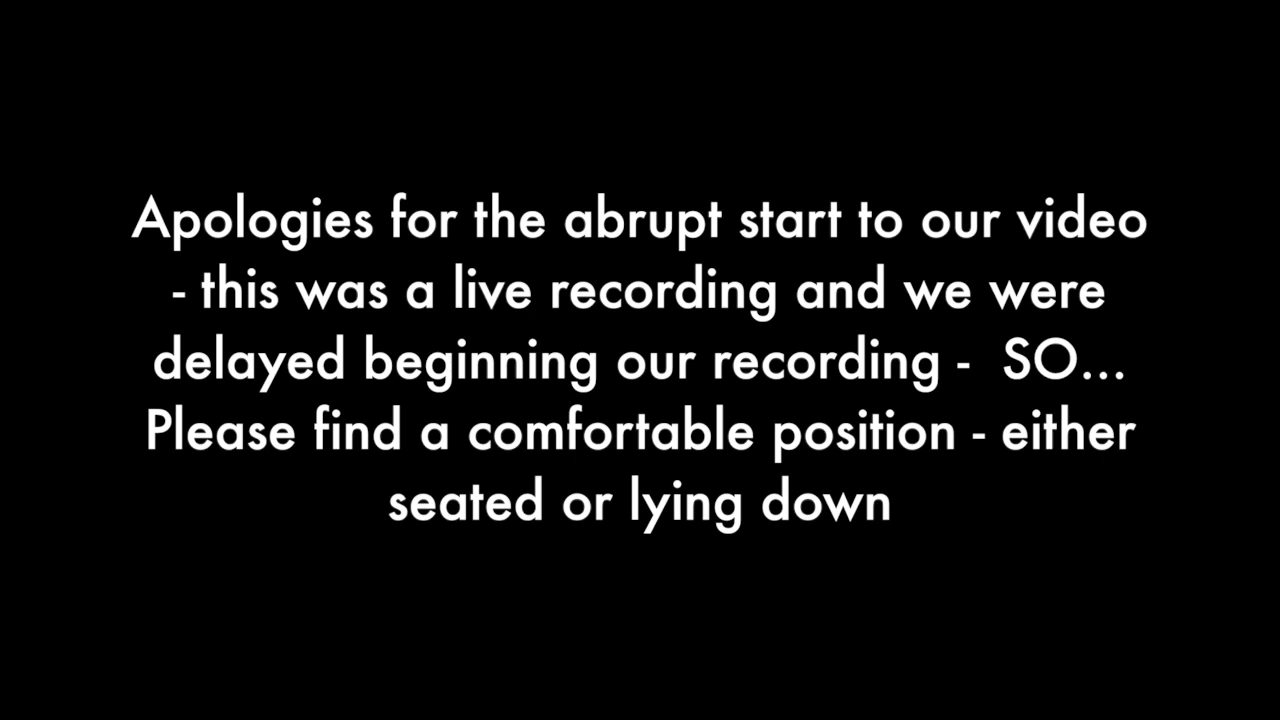 Apologies for the abrupt start to our video
- this was a live recording and we were
delayed beginning our recording -  SO...
Please find a comfortable position - either
seated or lying down